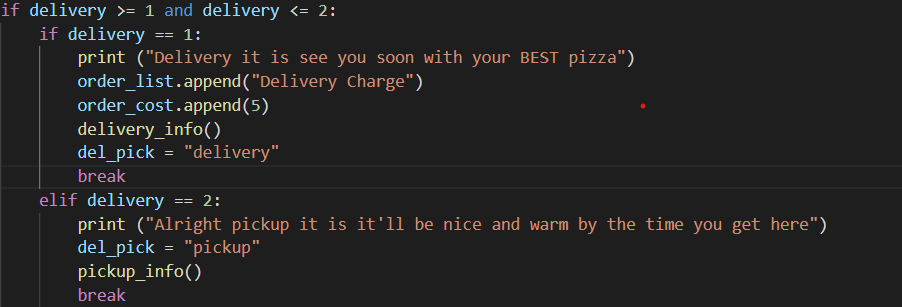 if delivery >= 1 and delivery <= 2:
    if delivery == 1:
        print ("Delivery it is see you soon with your BEST pizza")
        order_list.append("Delivery Charge")
        order_cost.append(5)
        delivery_info()
        del_pick = "delivery"
        break
    elif delivery == 2:
        print ("Alright pickup it is it'll be nice and warm by the time you get here")
        del_pick = "pickup"
        pickup_info()
        break